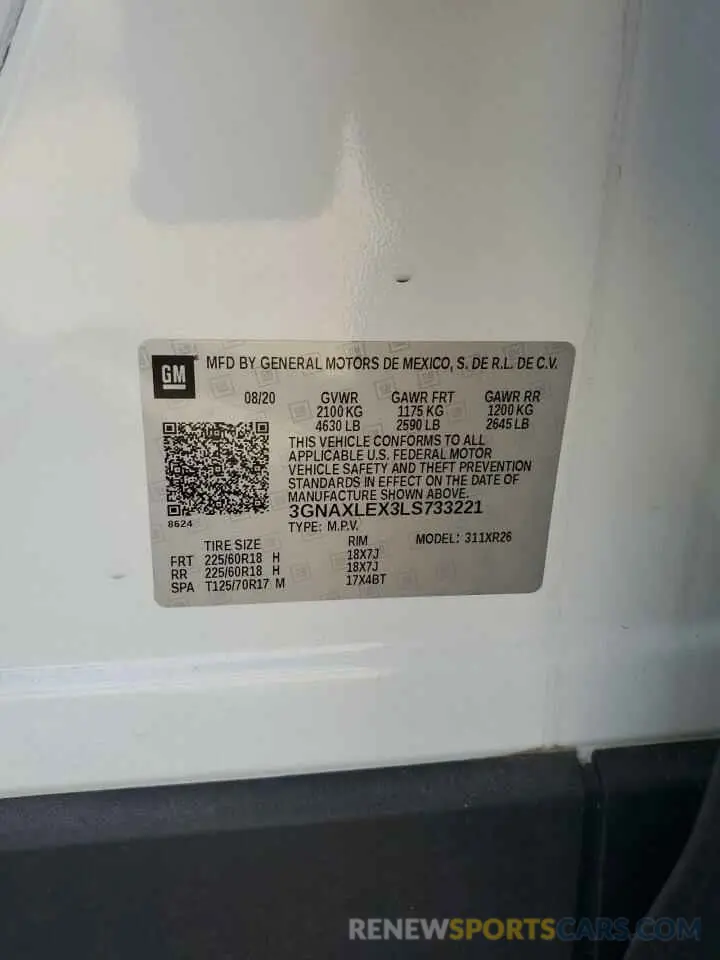 GM
MFD BY GENERAL MOTORS DE MEXICO, S. DE R.L. DE C.V.
08/20 GVWR GAWR FRT GAWR RR
2100 KG 1175 KG 1200 KG
4630 LB 2590 LB 2645 LB
THIS VEHICLE CONFORMS TO ALL
APPLICABLE U.S. FEDERAL MOTOR
VEHICLE SAFETY AND THEFT PREVENTION
STANDARDS IN EFFECT ON THE DATE OF
MANUFACTURE SHOWN ABOVE.
3GNAXLEX3LS733221
8624
TYPE: M.P.V.
TIRE SIZE RIM MODEL: 311XR26
FRT 225/60R18 H 18X7J
RR 225/60R18 H 18X7J
SPA T125/70R17 M 17X4BT
RENEWSPORTSCARS.COM